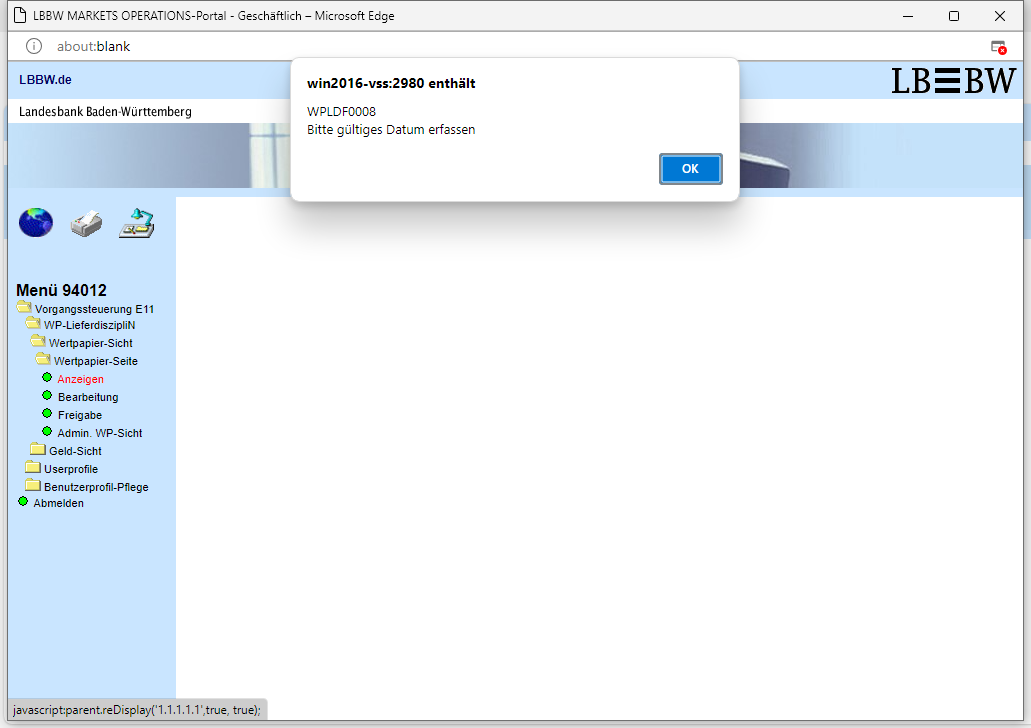 LBBW MARKETS OPERATIONS-Portal - Geschäftlich – Microsoft Edge
about:blank
LBBW.de
LBBW
Landesbank Baden-Württemberg
win2016-vss:2980 enthält
WPLDF0008
Bitte gültiges Datum erfassen
OK
Menü 94012
Vorgangssteuerung E11
WP-LieferdiszipliN
Wertpapier-Sicht
Wertpapier-Seite
Anzeigen
Bearbeitung
Freigabe
Admin. WP-Sicht
Geld-Sicht
Userprofile
Benutzerprofil-Pflege
Abmelden
javascript:parent.reDisplay('1.1.1.1.1',true, true);